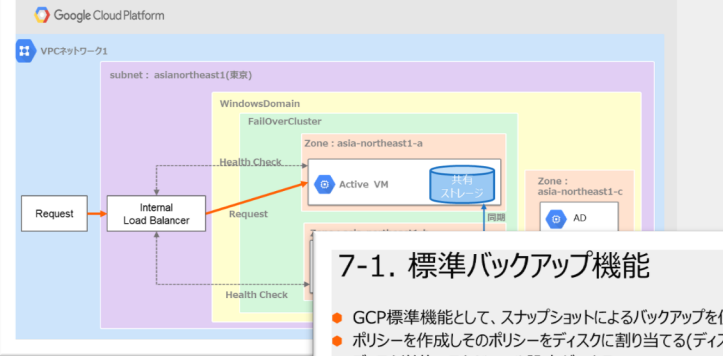 Google Cloud Platform
VPCネットワーク1
subnet : asianortheast1(東京)
WindowsDomain
FailOverCluster
Zone : asia-northeast1-a
Health Check
Active VM
共有
ストレージ
Zone :
asia-northeast1-c
Request
Internal
Load Balancer
Request
同期
AD
Health Check
7-1. 標準バックアップ機能
GCP標準機能として、スナップショットによるバックアップを
ポリシーを作成しそのポリシーをディスクに割り当てる(ディス